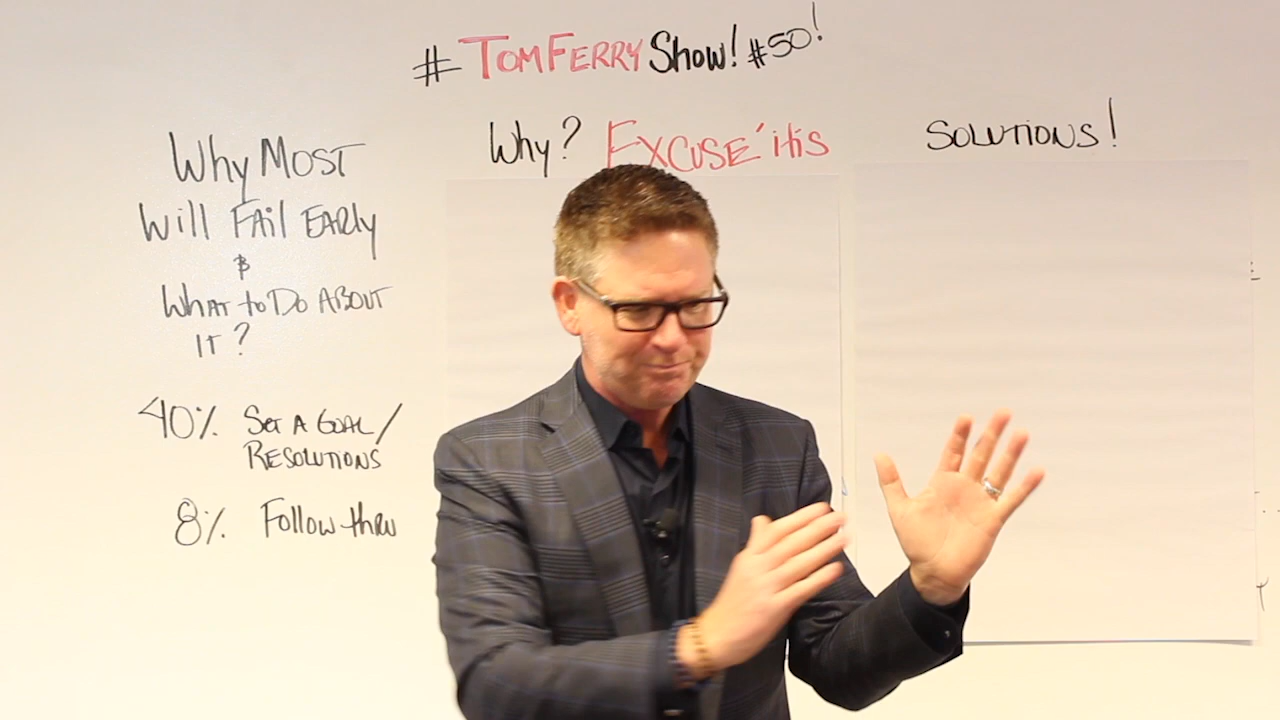 # TOMFERRY Show! #50!
Why MOST
Will FAil EARly
&
WHAT to Do ABOUT
IT?
40% SET A GOAL/
RESOLUTIONS
8% Follow thru
Why? EXCUSE'itis
SOLUTIONS!